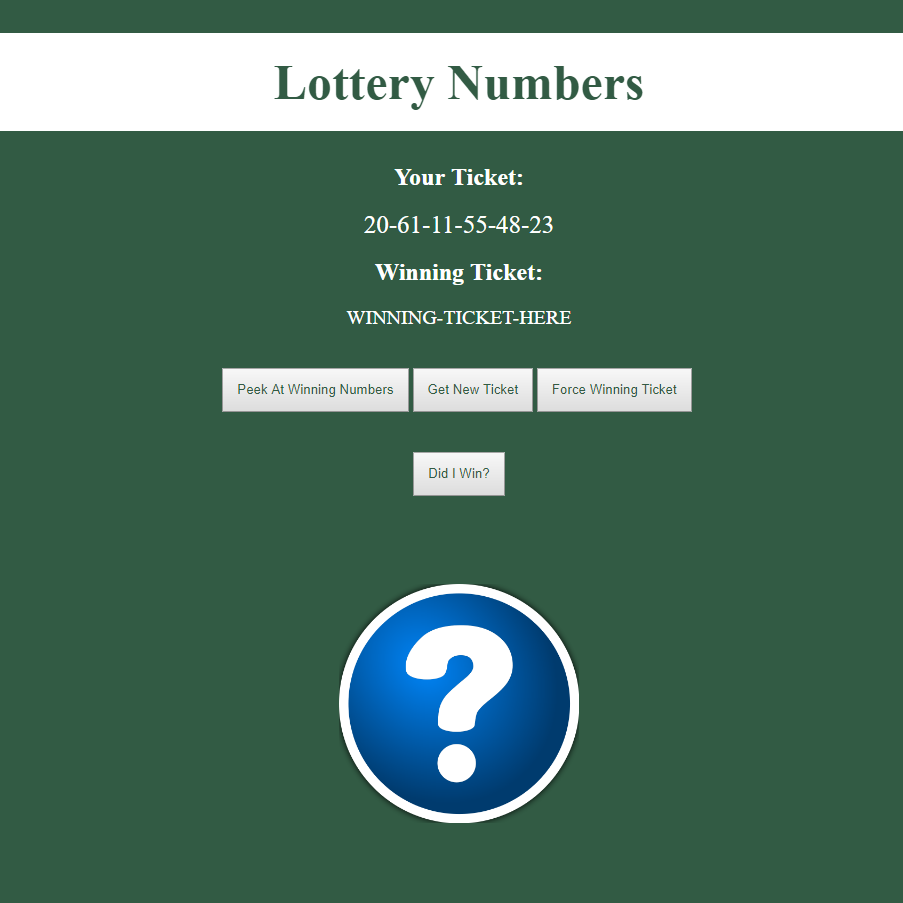 Lottery Numbers
Your Ticket:
20-61-11-55-48-23
Winning Ticket:
WINNING-TICKET-HERE
Peek At Winning Numbers Get New Ticket Force Winning Ticket
Did I Win?
?